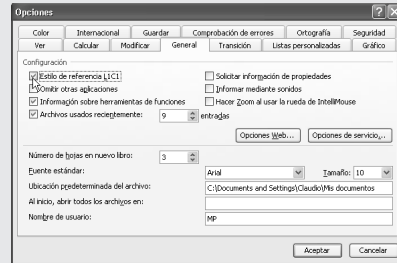 Opciones
Color Internacional Guardar Comprobación de errores Ortografía Seguridad
Ver Calcular Modificar General Transición Listas personalizadas Gráfico
Configuración
Estilo de referencia L1C1 Solicitar información de propiedades
Omitir otras aplicaciones Informar mediante sonidos
Información sobre herramientas de funciones Hacer Zoom al usar la rueda de IntelliMouse
Archivos usados recientemente: 9 entradas
Opciones Web... Opciones de servicio...
Número de hojas en nuevo libro: 3
Fuente estándar: Arial Tamaño: 10
Ubicación predeterminada del archivo: C:\Documents and Settings\Claudio\Mis documentos
Al inicio, abrir todos los archivos en:
Nombre de usuario: MP
Aceptar Cancelar